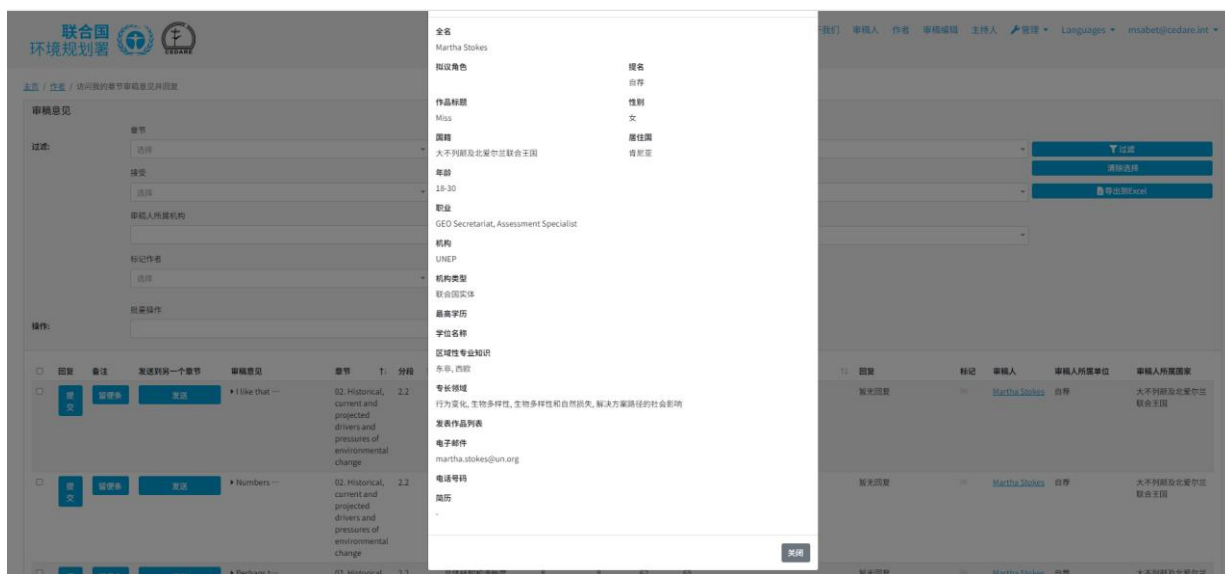 联合国
环境规划署
CEDARE
我们 审稿人 作者 审稿编辑 主持人 管理 Languages msabet@cedare.int
主页 / 作者 / 访问我的章节审稿意见并回复
审稿意见
过滤:
章节
选择
过滤
清除选择
接受
选择
导出到Excel
审稿人所属机构
标记作者
选择
批量操作
操作:
全名
Martha Stokes
拟议角色 提名
自荐
作品标题 性别
Miss 女
国籍 居住国
大不列颠及北爱尔兰联合王国 肯尼亚
年龄
18-30
职业
GEO Secretariat, Assessment Specialist
机构
UNEP
机构类型
联合国实体
最高学历
学位名称
区域性专业知识
东非, 西欧
专长领域
行为变化, 生物多样性, 生物多样性和自然损失, 解决方案路径的社会影响
发表作品列表
电子邮件
martha.stokes@un.org
电话号码
简历
-
关闭
回复 备注 发送到另一个章节 审稿意见 章节 分段 回复 标记 审稿人 审稿人所属单位 审稿人所属国家
提交 留便条 发送 I like that ... 02. Historical, current and projected drivers and pressures of environmental change 2.2 暂无回复 Martha Stokes 自荐 大不列颠及北爱尔兰联合王国
提交 留便条 发送 Numbers ... 02. Historical, current and projected drivers and pressures of environmental change 2.2 暂无回复 Martha Stokes 自荐 大不列颠及北爱尔兰联合王国